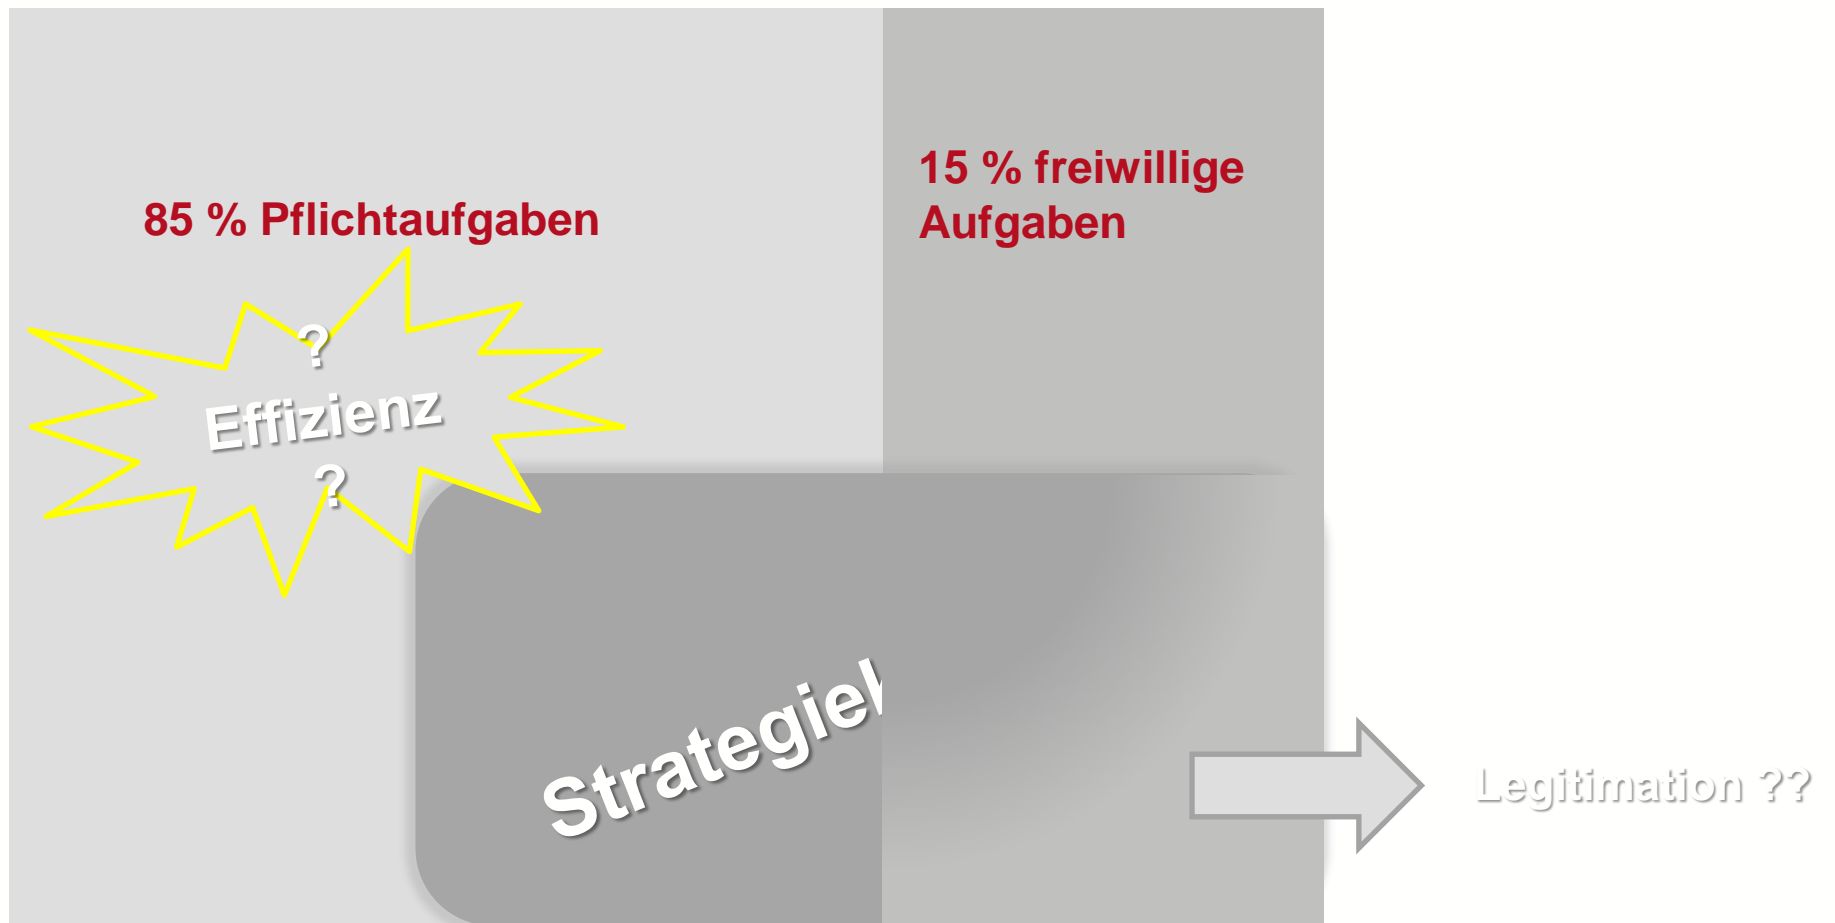 15 % freiwillige
Aufgaben
85 % Pflichtaufgaben
?
Effizienz
?
Legitimation ??